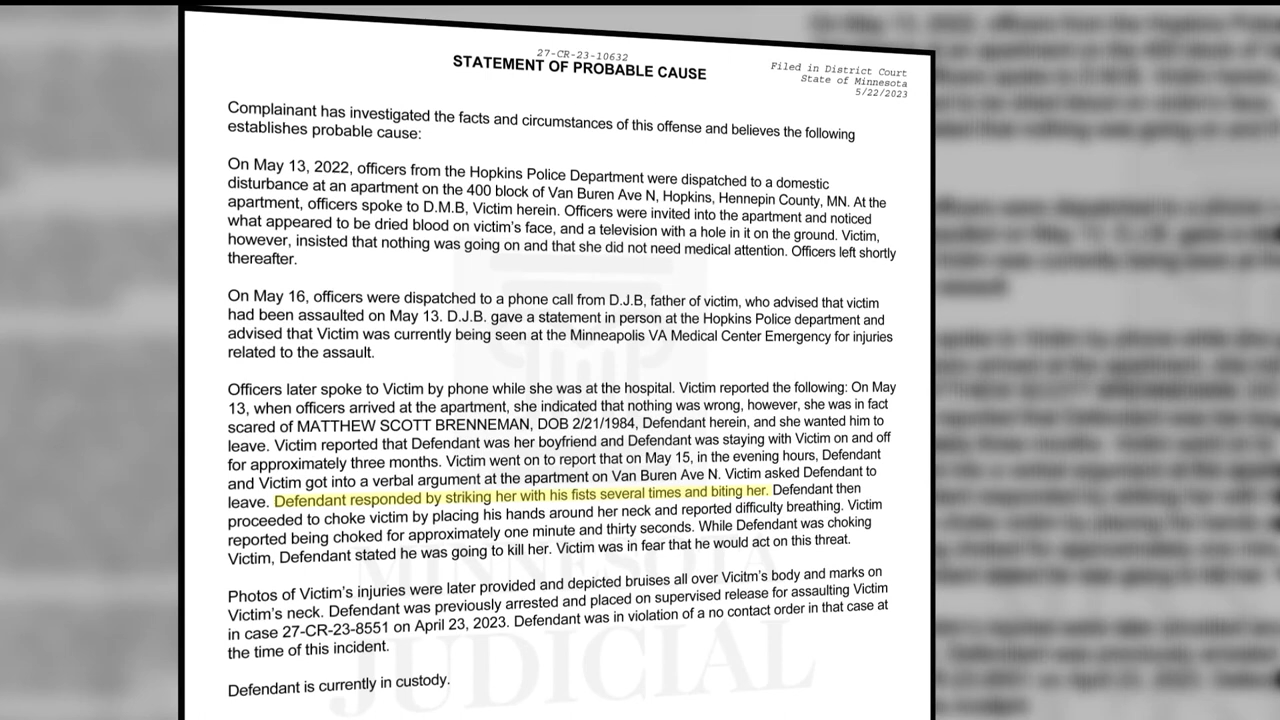 27-CR-23-10632
STATEMENT OF PROBABLE CAUSE
Filed in District Court
State of Minnesota
5/22/2023
Complainant has investigated the facts and circumstances of this offense and believes the following
establishes probable cause:
On May 13, 2022, officers from the Hopkins Police Department were dispatched to a domestic
disturbance at an apartment on the 400 block of Van Buren Ave N, Hopkins, Hennepin County, MN. At the
apartment, officers spoke to D.M.B, Victim herein. Officers were invited into the apartment and noticed
what appeared to be dried blood on victim's face, and a television with a hole in it on the ground. Victim,
however, insisted that nothing was going on and that she did not need medical attention. Officers left shortly
thereafter.
On May 16, officers were dispatched to a phone call from D.J.B, father of victim, who advised that victim
had been assaulted on May 13. D.J.B. gave a statement in person at the Hopkins Police department and
advised that Victim was currently being seen at the Minneapolis VA Medical Center Emergency for injuries
related to the assault.
Officers later spoke to Victim by phone while she was at the hospital. Victim reported the following: On May
13, when officers arrived at the apartment, she indicated that nothing was wrong, however, she was in fact
scared of MATTHEW SCOTT BRENNEMAN, DOB 2/21/1984, Defendant herein, and she wanted him to
leave. Victim reported that Defendant was her boyfriend and Defendant was staying with Victim on and off
for approximately three months. Victim went on to report that on May 15, in the evening hours, Defendant
and Victim got into a verbal argument at the apartment on Van Buren Ave N. Victim asked Defendant to
leave. Defendant responded by striking her with his fists several times and biting her. Defendant then
proceeded to choke victim by placing his hands around her neck and reported difficulty breathing. Victim
reported being choked for approximately one minute and thirty seconds. While Defendant was choking
Victim, Defendant stated he was going to kill her. Victim was in fear that he would act on this threat.
Photos of Victim's injuries were later provided and depicted bruises all over Vicitm's body and marks on
Victim's neck. Defendant was previously arrested and placed on supervised release for assaulting Victim
in case 27-CR-23-8551 on April 23, 2023. Defendant was in violation of a no contact order in that case at
the time of this incident.
Defendant is currently in custody.
MINNESOTA
JUDICIAL